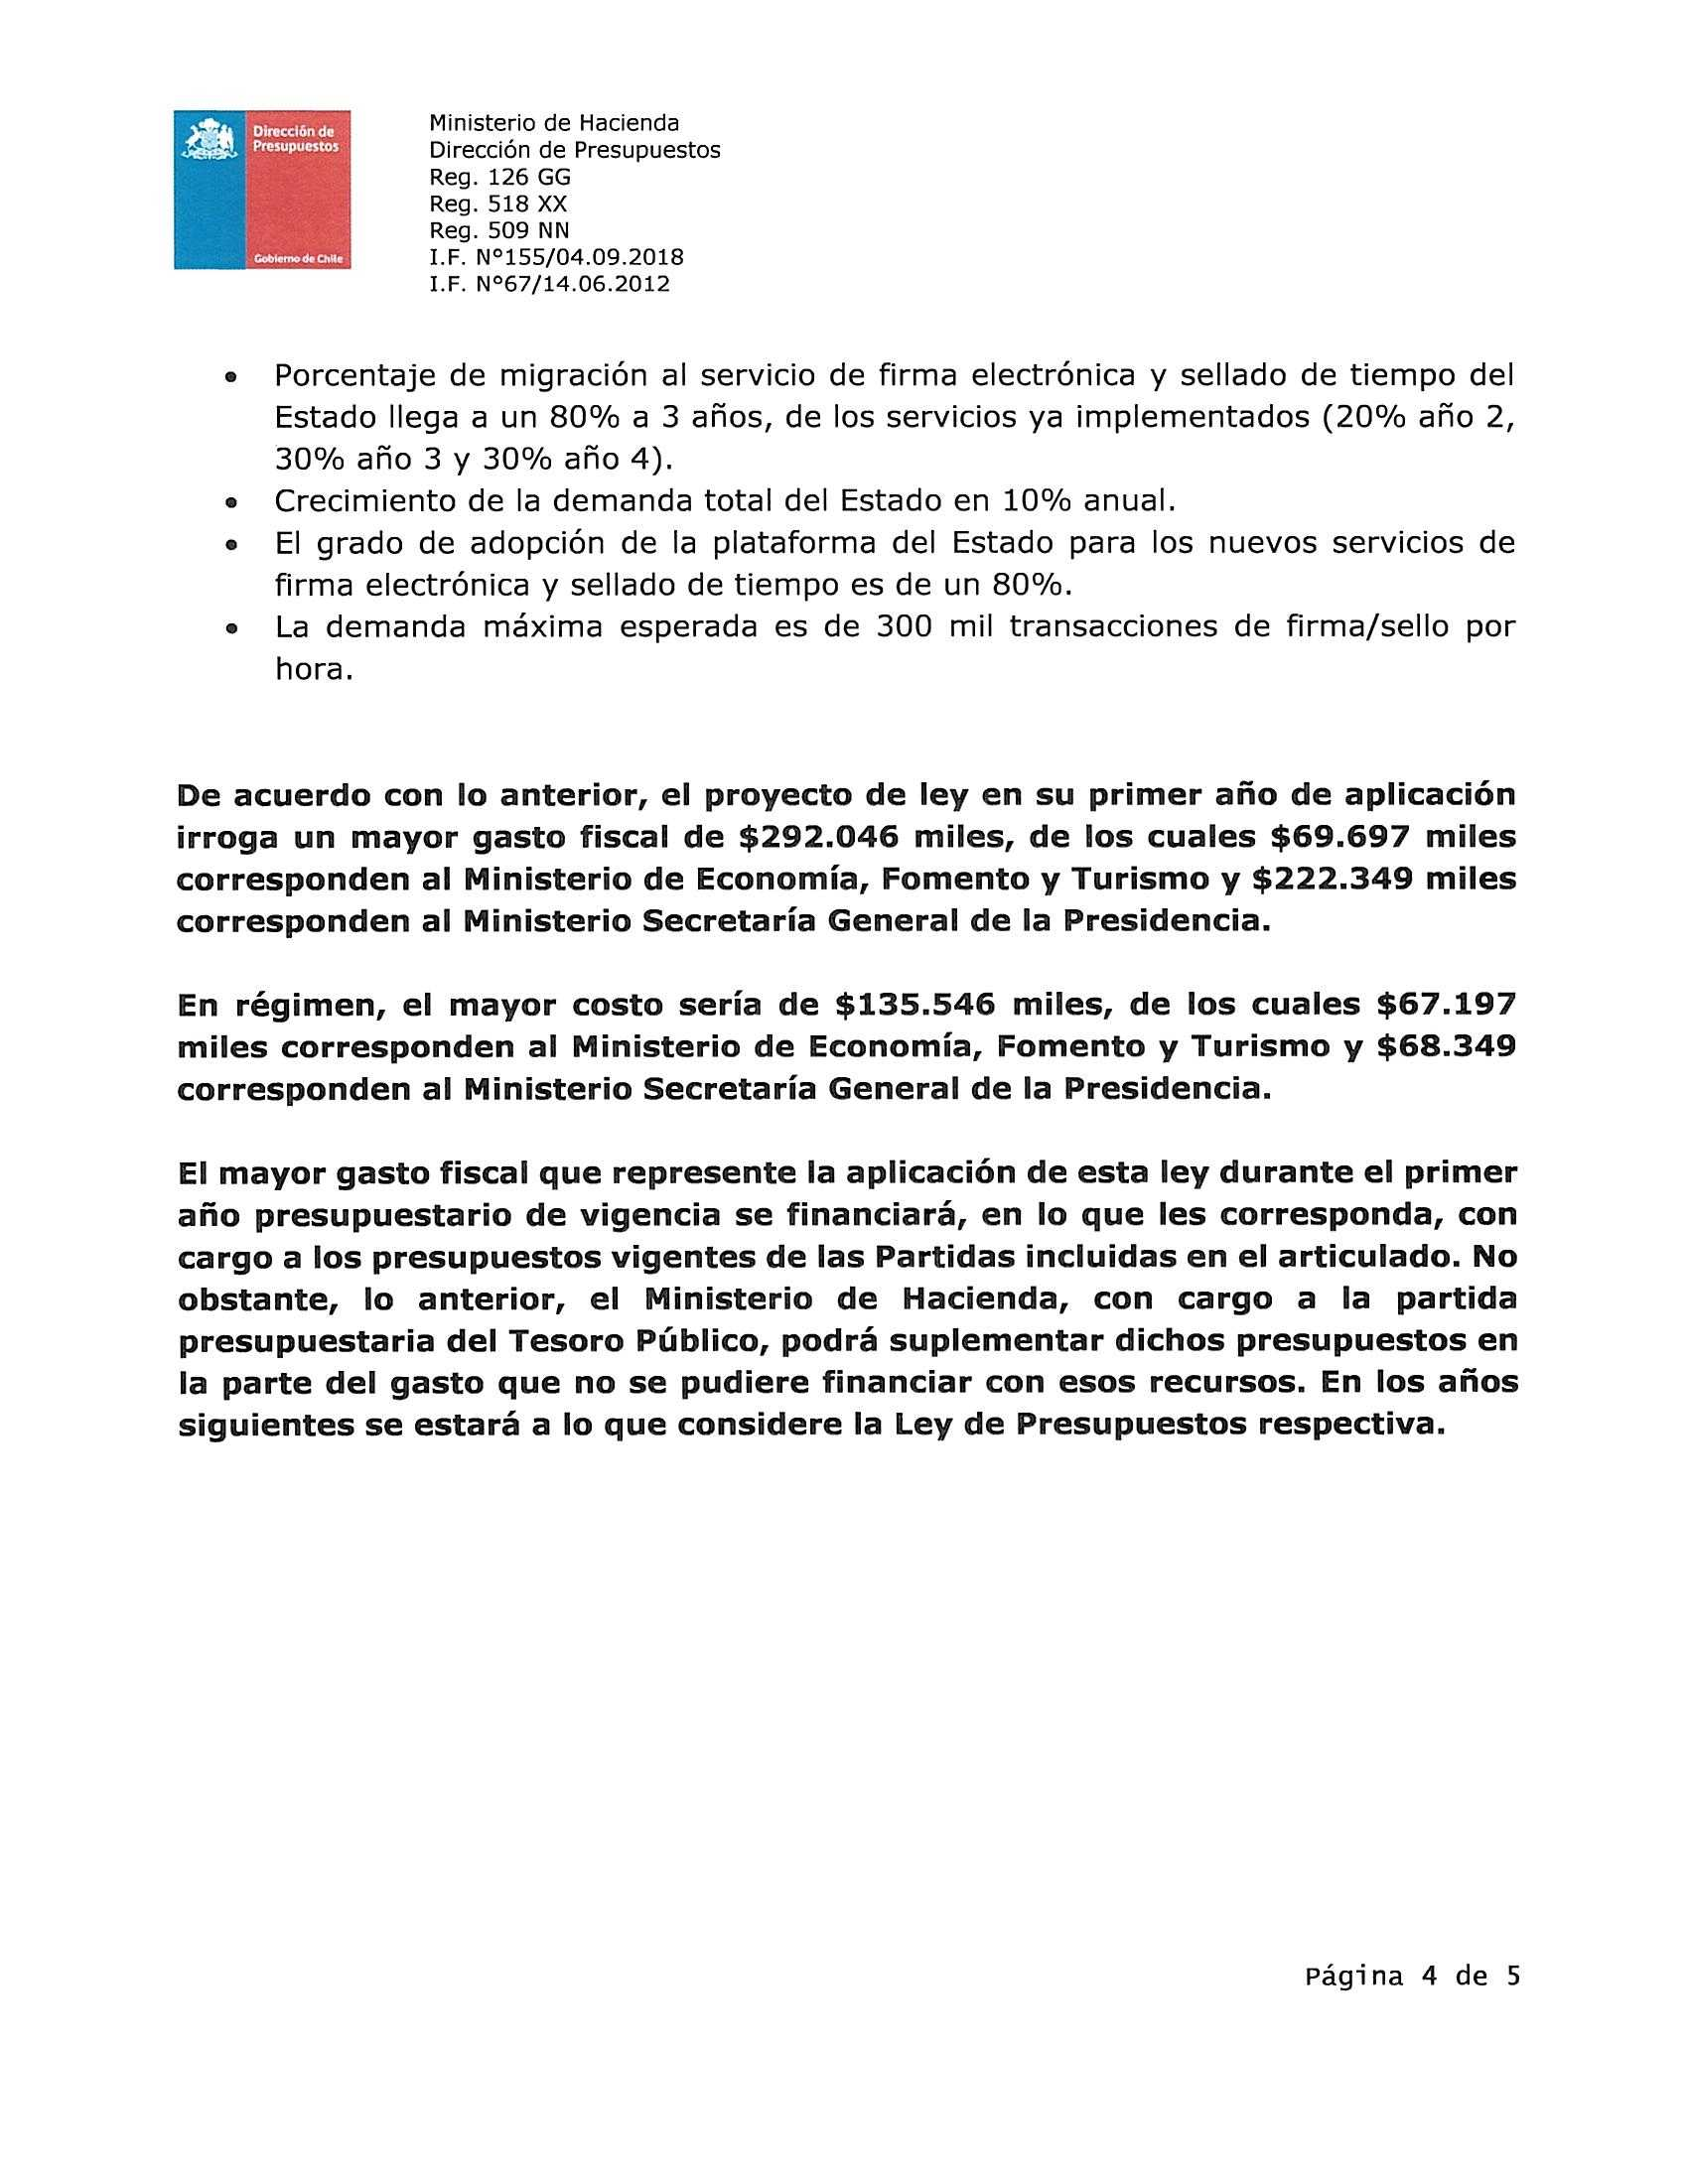 Dirección de
Presupuestos
Gobierno de Chile
Ministerio de Hacienda
Dirección de Presupuestos
Reg. 126 GG
Reg. 518 XX
Reg. 509 NN
I.F. N°155/04.09.2018
I.F. N°67/14.06.2012
• Porcentaje de migración al servicio de firma electrónica y sellado de tiempo del
Estado llega a un 80% a 3 años, de los servicios ya implementados (20% año 2,
30% año 3 y 30% año 4).
• Crecimiento de la demanda total del Estado en 10% anual.
• El grado de adopción de la plataforma del Estado para los nuevos servicios de
firma electrónica y sellado de tiempo es de un 80%.
• La demanda máxima esperada es de 300 mil transacciones de firma/sello por
hora.
De acuerdo con lo anterior, el proyecto de ley en su primer año de aplicación
irroga un mayor gasto fiscal de $292.046 miles, de los cuales $69.697 miles
corresponden al Ministerio de Economía, Fomento y Turismo y $222.349 miles
corresponden al Ministerio Secretaría General de la Presidencia.
En régimen, el mayor costo sería de $135.546 miles, de los cuales $67.197
miles corresponden al Ministerio de Economía, Fomento y Turismo y $68.349
corresponden al Ministerio Secretaría General de la Presidencia.
El mayor gasto fiscal que represente la aplicación de esta ley durante el primer
año presupuestario de vigencia se financiará, en lo que les corresponda, con
cargo a los presupuestos vigentes de las Partidas incluidas en el articulado. No
obstante, lo anterior, el Ministerio de Hacienda, con cargo a la partida
presupuestaria del Tesoro Público, podrá suplementar dichos presupuestos en
la parte del gasto que no se pudiere financiar con esos recursos. En los años
siguientes se estará a lo que considere la Ley de Presupuestos respectiva.
Página 4 de 5